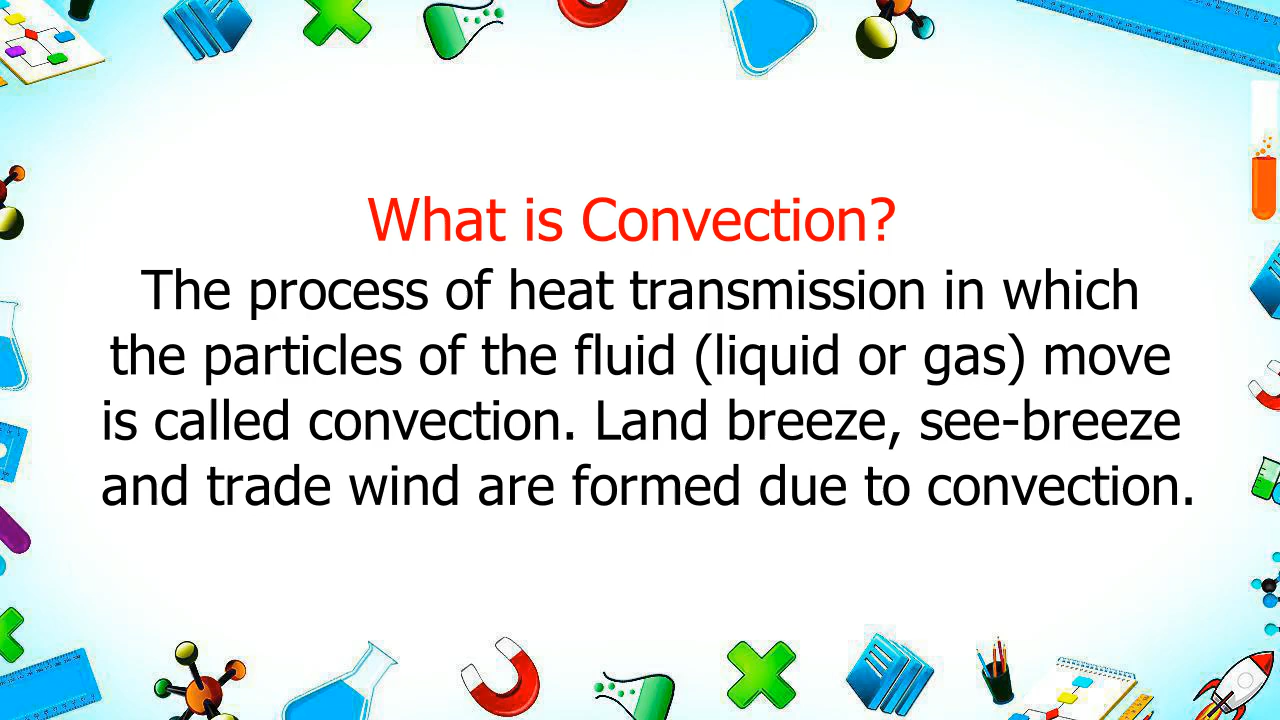 What is Convection?
The process of heat transmission in which
the particles of the fluid (liquid or gas) move
is called convection. Land breeze, see-breeze
and trade wind are formed due to convection.